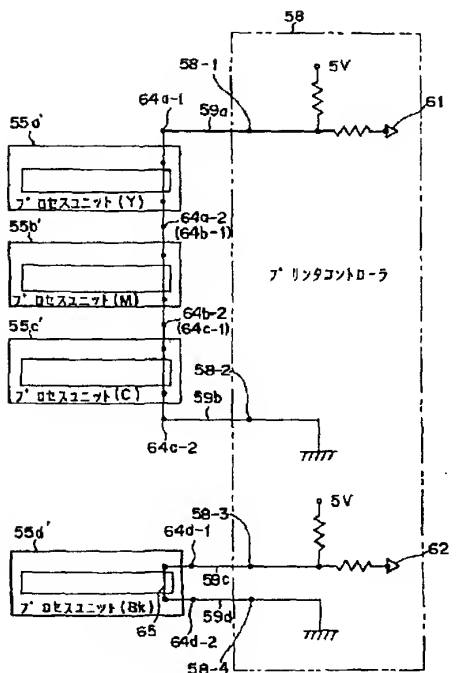 58
58-1
5V
64a-1
59a
61
55a'
プロセスユニット(Y)
64a-2
(64b-1)
55b'
プリンタコントローラ
プロセスユニット(M)
64b-2
(64c-1)
55c'
58-2
プロセスユニット(C)
59b
64c-2
5V
58-3
64d-1
55d'
62
59c
プロセスユニット(Bk)
59d
65
64d-2
58-4